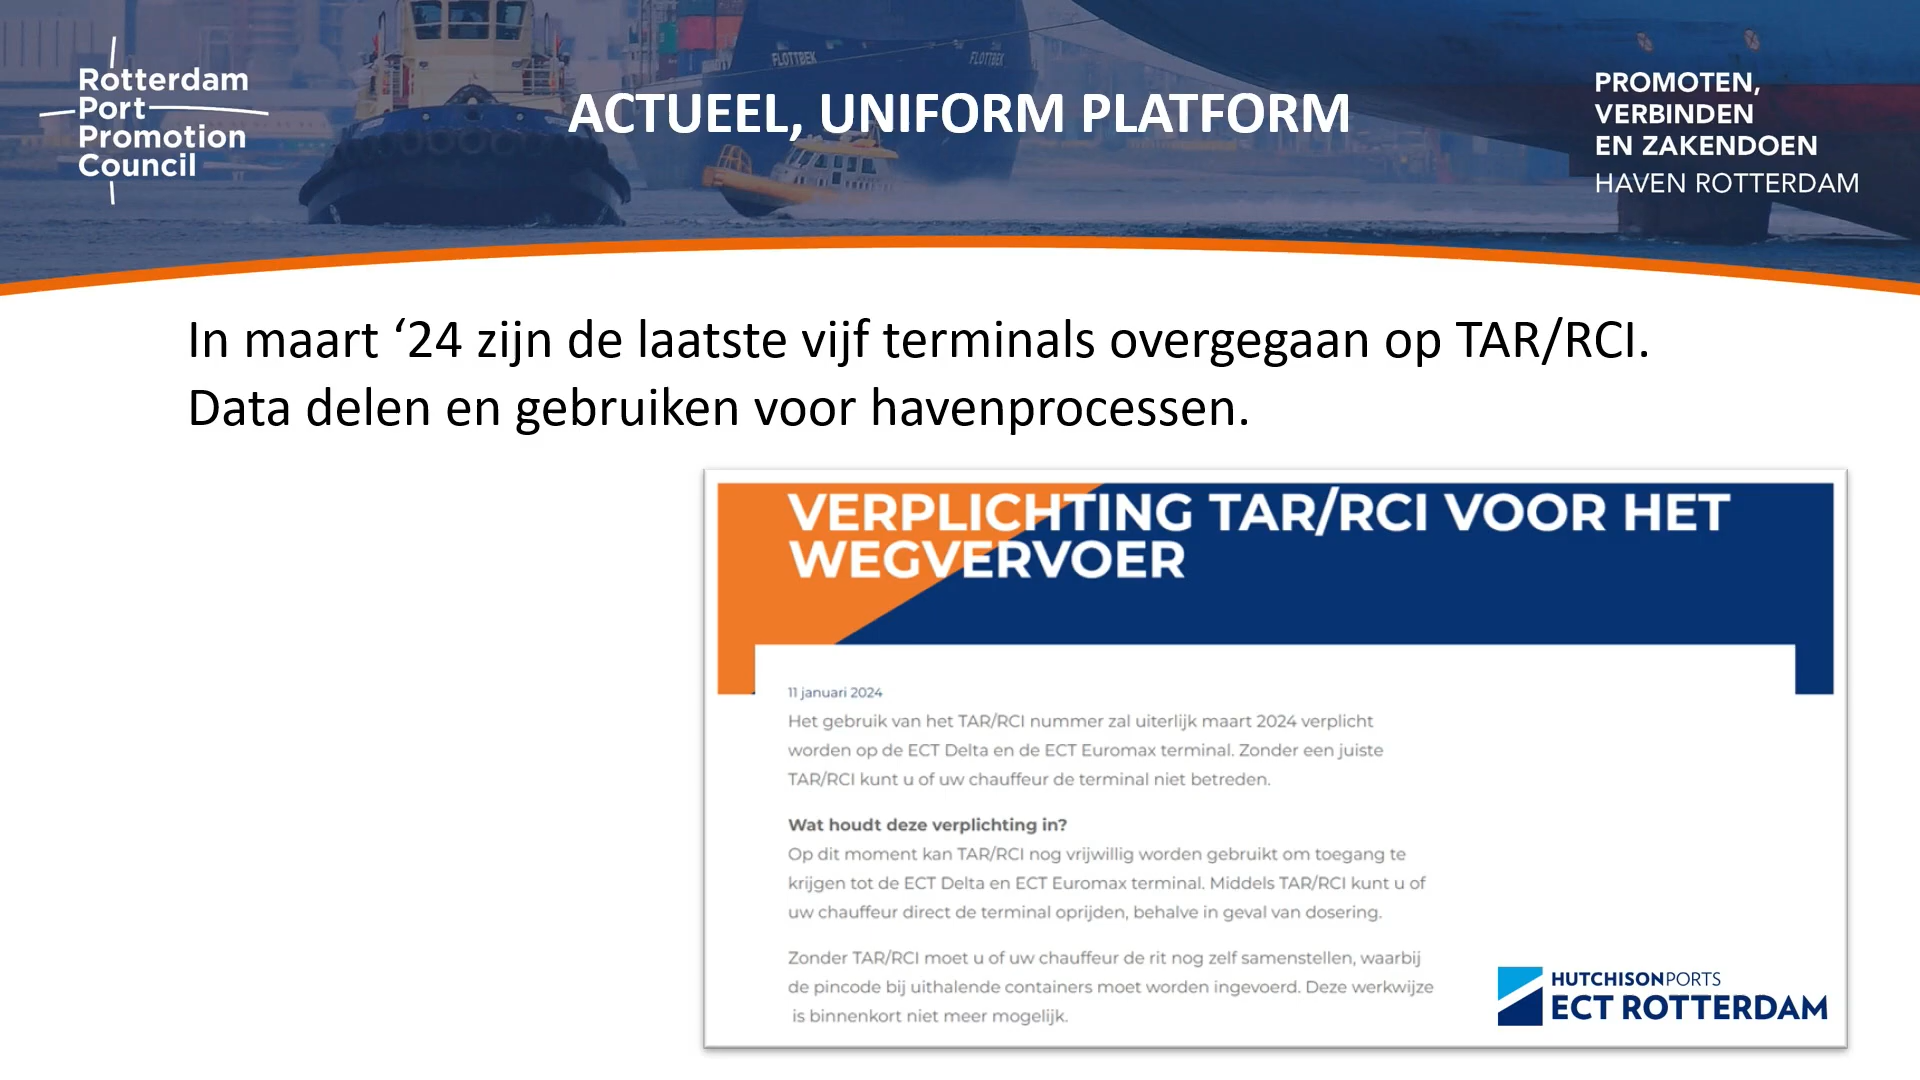 Rotterdam
Port
Promotion
Council
FLOTTBEK
FLOTTBEK
ACTUEEL, UNIFORM PLATFORM
PROMOTEN,
VERBINDEN
EN ZAKENDOEN
HAVEN ROTTERDAM
In maart ‘24 zijn de laatste vijf terminals overgegaan op TAR/RCI.
Data delen en gebruiken voor havenprocessen.
VERPLICHTING TAR/RCI VOOR HET
WEGVERVOER
11 januari 2024
Het gebruik van het TAR/RCI nummer zal uiterlijk maart 2024 verplicht
worden op de ECT Delta en de ECT Euromax terminal. Zonder een juiste
TAR/RCI kunt u of uw chauffeur de terminal niet betreden.
Wat houdt deze verplichting in?
Op dit moment kan TAR/RCI nog vrijwillig worden gebruikt om toegang te
krijgen tot de ECT Delta en ECT Euromax terminal. Middels TAR/RCI kunt u of
uw chauffeur direct de terminal oprijden, behalve in geval van dosering.
Zonder TAR/RCI moet u of uw chauffeur de rit nog zelf samenstellen, waarbij
de pincode bij uithalende containers moet worden ingevoerd. Deze werkwijze
is binnenkort niet meer mogelijk.
HUTCHISONPORTS
ECT ROTTERDAM